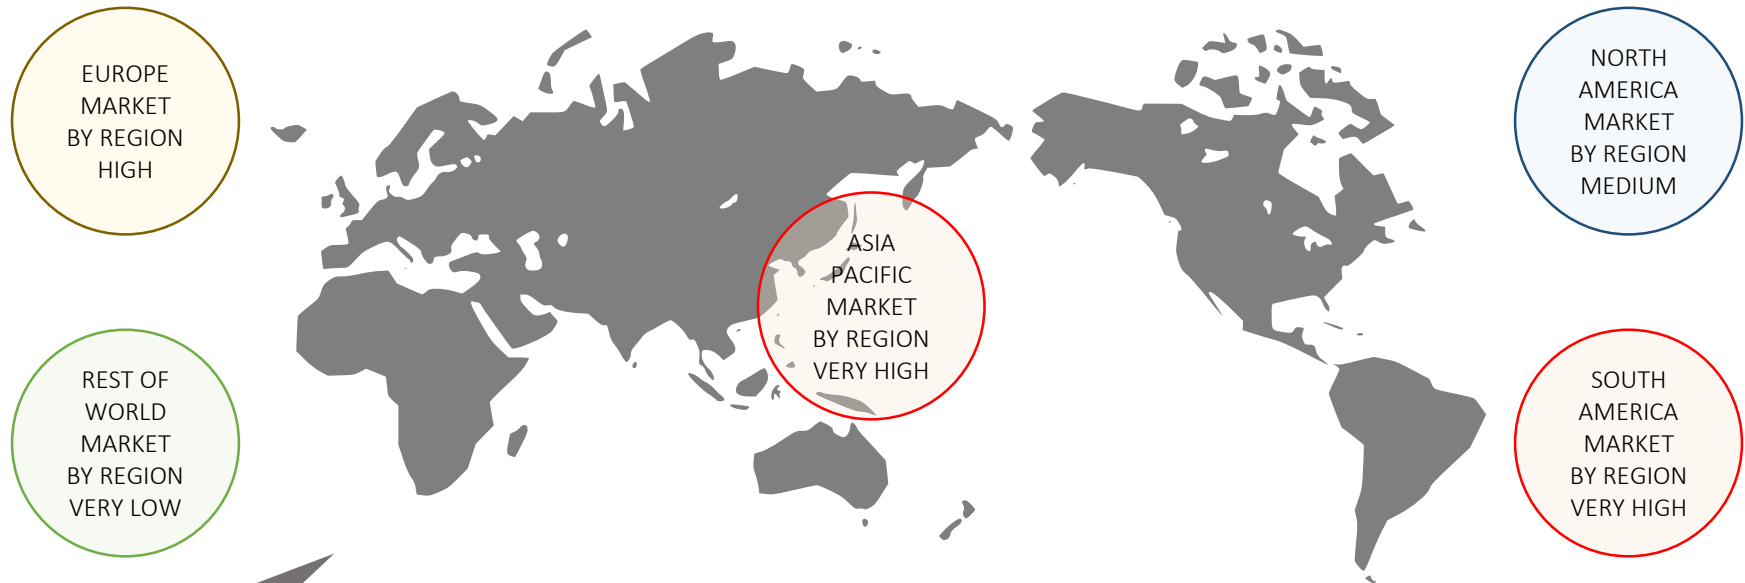 EUROPE
MARKET
BY REGION
HIGH
NORTH
AMERICA
MARKET
BY REGION
MEDIUM
ASIA
PACIFIC
MARKET
BY REGION
VERY HIGH
REST OF
WORLD
MARKET
BY REGION
VERY LOW
SOUTH
AMERICA
MARKET
BY REGION
VERY HIGH